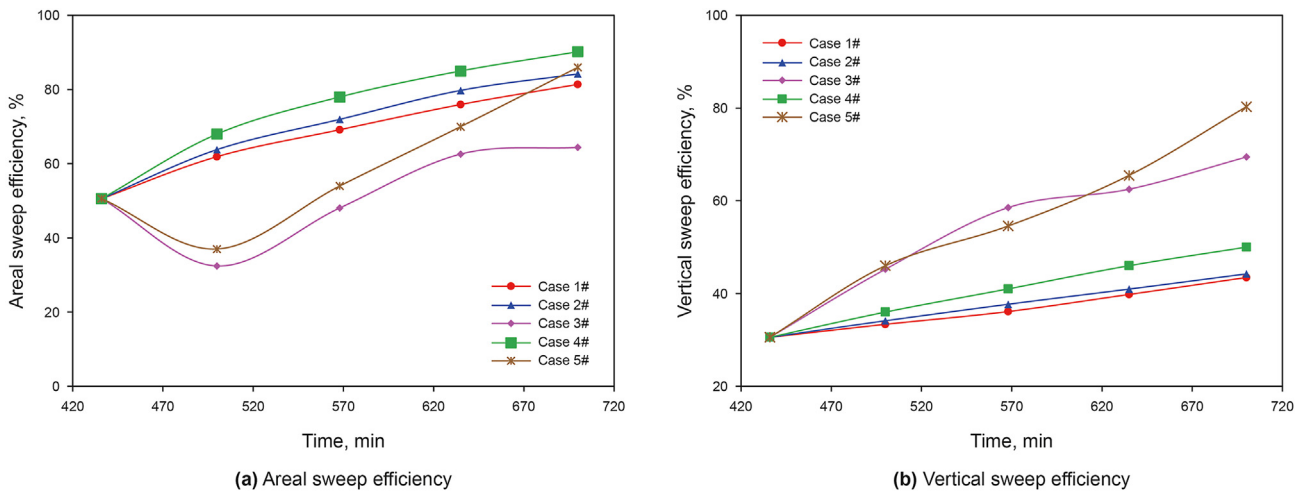 100
80
60
40
20
0
Areal sweep efficiency, %
Case 1#
Case 2#
Case 3#
Case 4#
Case 5#
420 470 520 570 620 670 720
Time, min
(a) Areal sweep efficiency
100
80
60
40
20
Vertical sweep efficiency, %
Case 1#
Case 2#
Case 3#
Case 4#
Case 5#
420 470 520 570 620 670 720
Time, min
(b) Vertical sweep efficiency